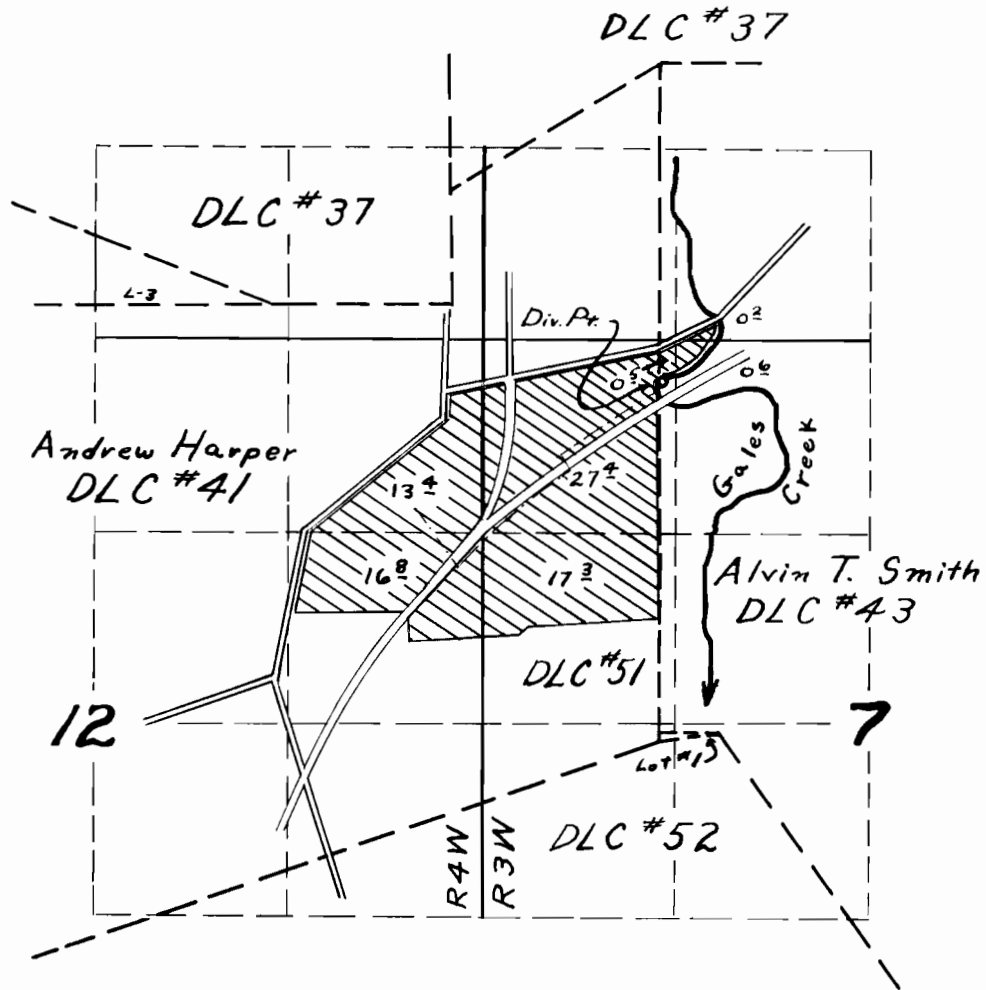 DLC #37
DLC #37
L-3
Div. Pt.
0 2
0 5
0 6
Andrew Harper
DLC #41
13 4
27 4
Gales
Creek
16 8
17 3
Alvin T. Smith
DLC #43
DLC #51
12
7
Lot #1
DLC #52
R4W
R3W